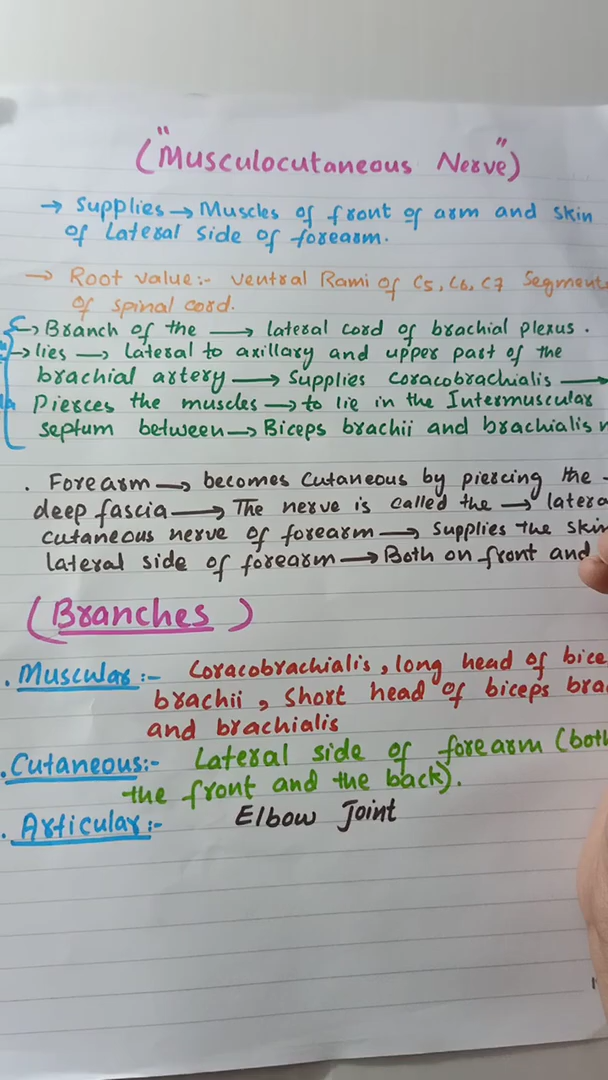 ("Musculocutaneous Nerve")
→ Supplies → Muscles of front of arm and skin
of Lateral side of forearm.
→ Root value:- ventral Rami of C5, C6, C7 Segments
of spinal cord.
→ Branch of the → lateral cord of brachial plexus.
→ lies → Lateral to axillary and upper part of the
brachial artery → Supplies coracobrachialis →
Pierces the muscles → to lie in the Intermuscular
septum between → Biceps brachii and brachialis
. Forearm → becomes cutaneous by piercing the
deep fascia → The nerve is called the → latera
cutaneous nerve of forearm → supplies the skin
lateral side of forearm → Both on front and
(Branches)
. Muscular:- Coracobrachialis, long head of bice
brachii, short head of biceps bra
and brachialis
. Cutaneous:- Lateral side of forearm (both
the front and the back).
. Articular:- Elbow Joint